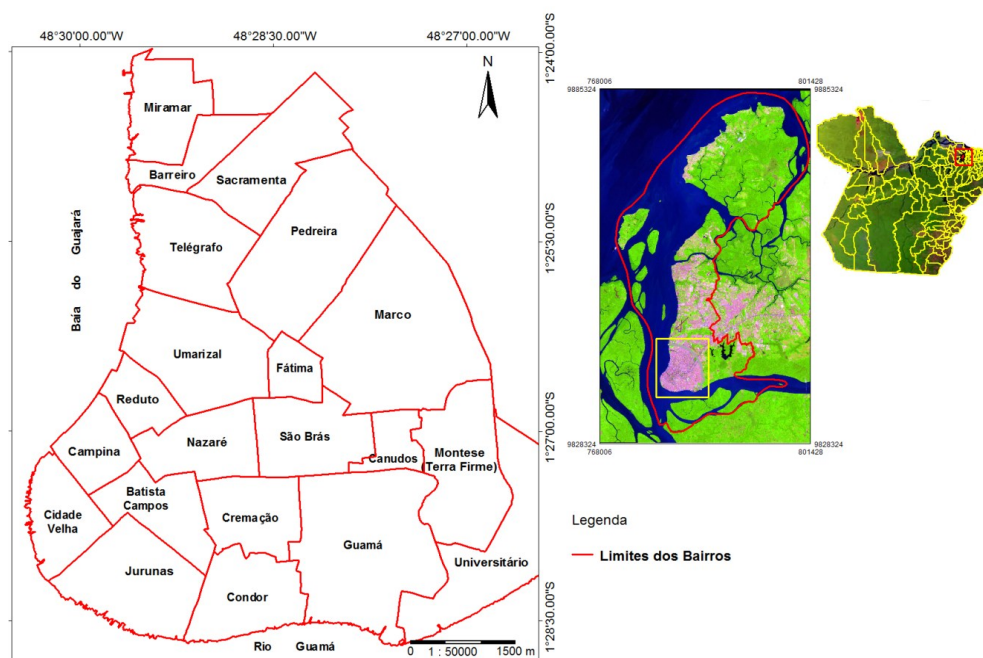 48°30'00.00"W
48°28'30.00"W
48°27'00.00"W
1°24'00.00"S
1°25'30.00"S
1°27'00.00"S
1°28'30.00"S
N
Miramar
Barreiro
Sacramenta
Telégrafo
Pedreira
Baia do Guajará
Marco
Umarizal
Fátima
Reduto
Nazaré
São Brás
Campina
Canudos
Montese
(Terra Firme)
Batista
Campos
Cidade
Velha
Cremação
Guamá
Jurunas
Universitário
Condor
Rio Guamá
0 1 : 50000 1500 m
768006
801428
9885324
9885324
9828324
9828324
768006
801428
Legenda
Limites dos Bairros